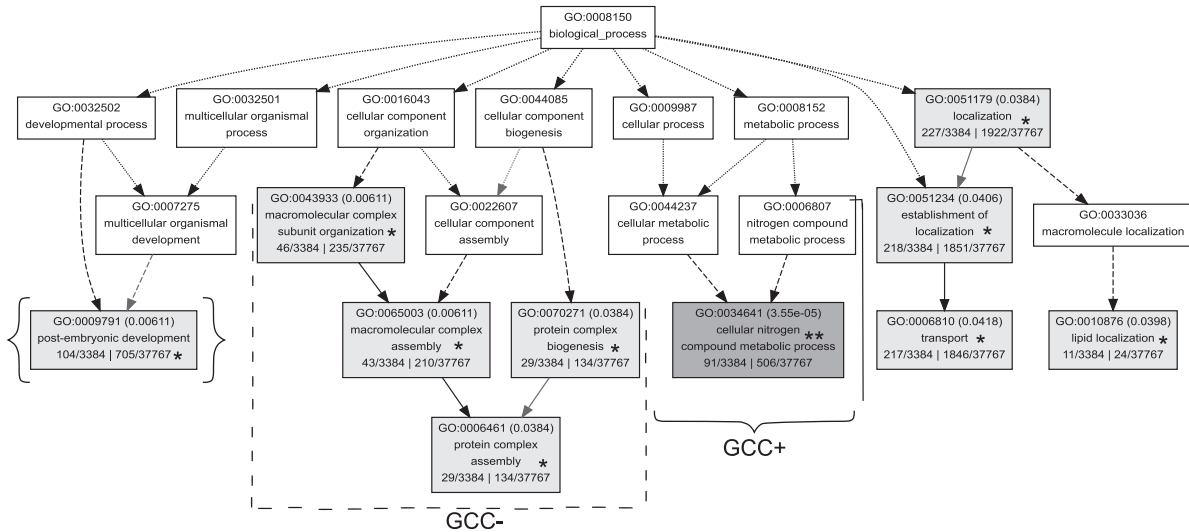 GO:0008150
biological_process
GO:0032502
developmental process
GO:0032501
multicellular organismal
process
GO:0016043
cellular component
organization
GO:0044085
cellular component
biogenesis
GO:0009987
cellular process
GO:0008152
metabolic process
GO:0051179 (0.0384)
localization *
227/3384 | 1922/37767
GO:0007275
multicellular organismal
development
GO:0043933 (0.00611)
macromolecular complex
subunit organization *
46/3384 | 235/37767
GO:0022607
cellular component
assembly
GO:0044237
cellular metabolic
process
GO:0006807
nitrogen compound
metabolic process
GO:0051234 (0.0406)
establishment of
localization *
218/3384 | 1851/37767
GO:0033036
macromolecule localization
GO:0009791 (0.00611)
post-embryonic development
104/3384 | 705/37767 *
GO:0065003 (0.00611)
macromolecular complex
assembly *
43/3384 | 210/37767
GO:0070271 (0.0384)
protein complex
biogenesis *
29/3384 | 134/37767
GO:0034641 (3.55e-05)
cellular nitrogen **
compound metabolic process
91/3384 | 506/37767
GO:0006810 (0.0418)
transport *
217/3384 | 1846/37767
GO:0010876 (0.0398)
lipid localization *
11/3384 | 24/37767
GO:0006461 (0.0384)
protein complex
assembly *
29/3384 | 134/37767
GCC+
GCC-